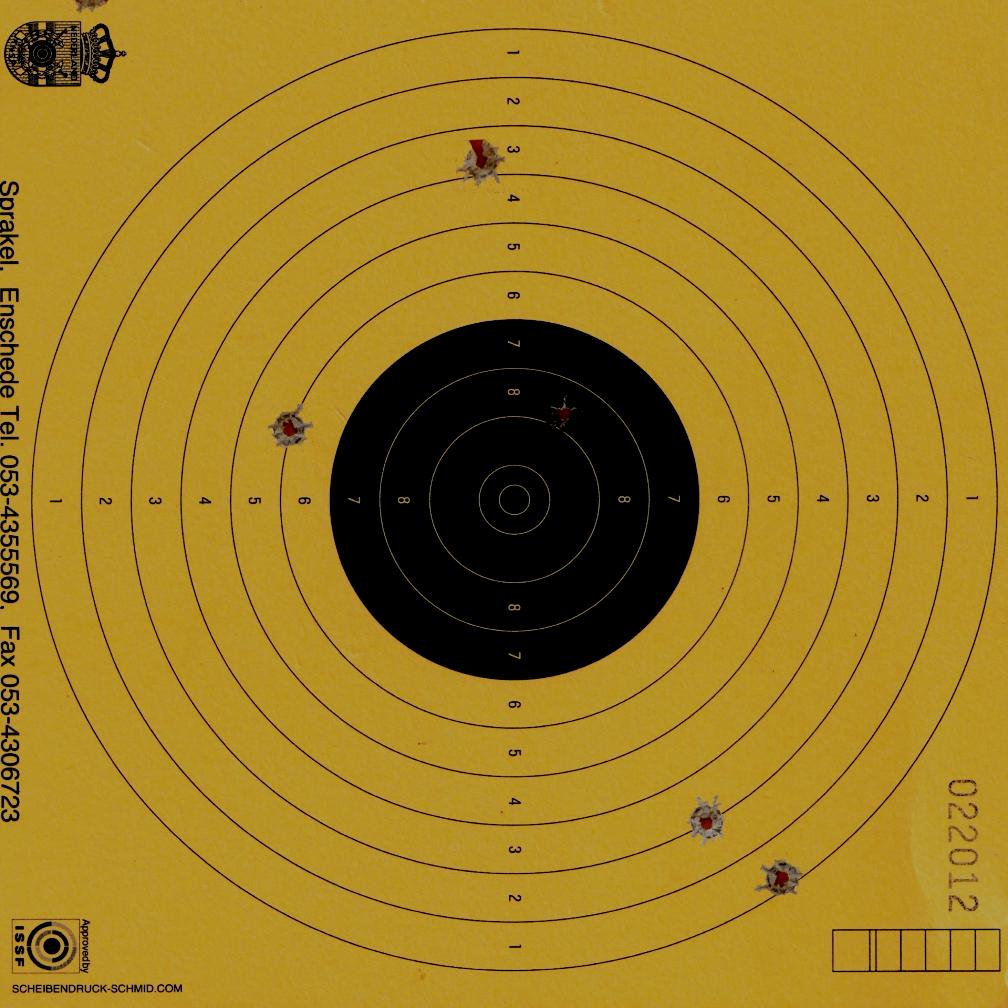 NEDERLAND
Sprakel, Enschede Tel. 053-4355569, Fax 053-4306723
1
2
3
4
5
6
7
8
1 2 3 4 5 6 7 8 8 7 6 5 4 3 2 1
8
7
6
5
4
3
2
1
022012
Approved by
ISSF
SCHEIBENDRUCK-SCHMID.COM